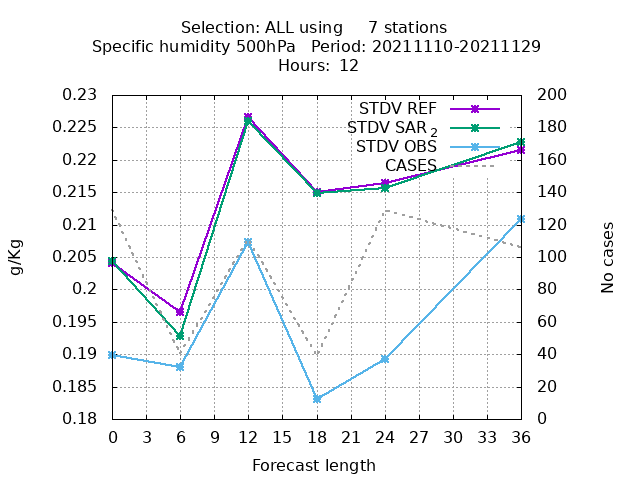 Selection: ALL using 7 stations
Specific humidity 500hPa Period: 20211110-20211129
Hours: 12
0.23
0.225
0.22
0.215
0.21
0.205
0.2
0.195
0.19
0.185
0.18
g/Kg
STDV REF
STDV SAR 2
STDV OBS
CASES
200
180
160
140
120
100
80
60
40
20
0
No cases
0 3 6 9 12 15 18 21 24 27 30 33 36
Forecast length